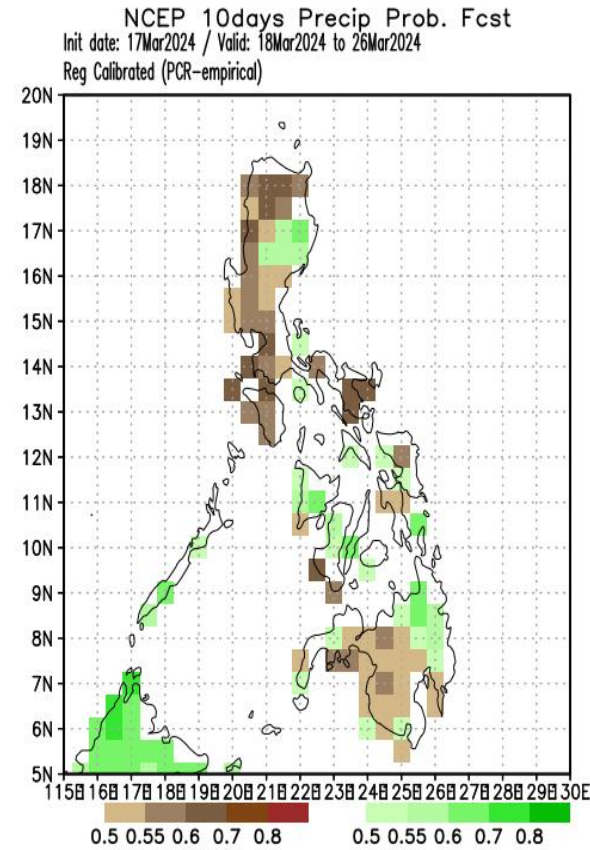 NCEP 10days Precip Prob. Fcst
Init date: 17Mar2024 / Valid: 18Mar2024 to 26Mar2024
Reg Calibrated (PCR-empirical)
20N
19N
18N
17N
16N
15N
14N
13N
12N
11N
10N
9N
8N
7N
6N
5N
115E 116E 117E 118E 119E 120E 121E 122E 123E 124E 125E 126E 127E 128E 129E 130E
0.5 0.55 0.6 0.7 0.8 0.5 0.55 0.6 0.7 0.8